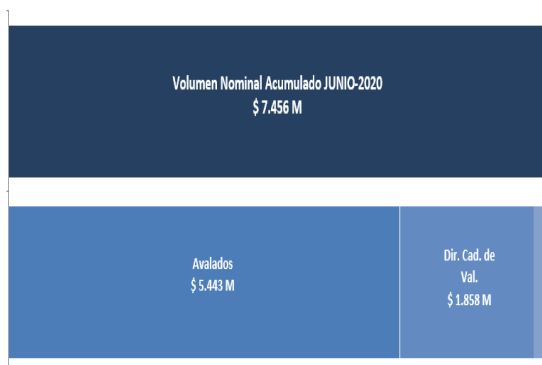 Volumen Nominal Acumulado JUNIO-2020
$ 7.456 M
Avalados
$ 5.443 M
Dir. Cad. de
Val.
$ 1.858 M